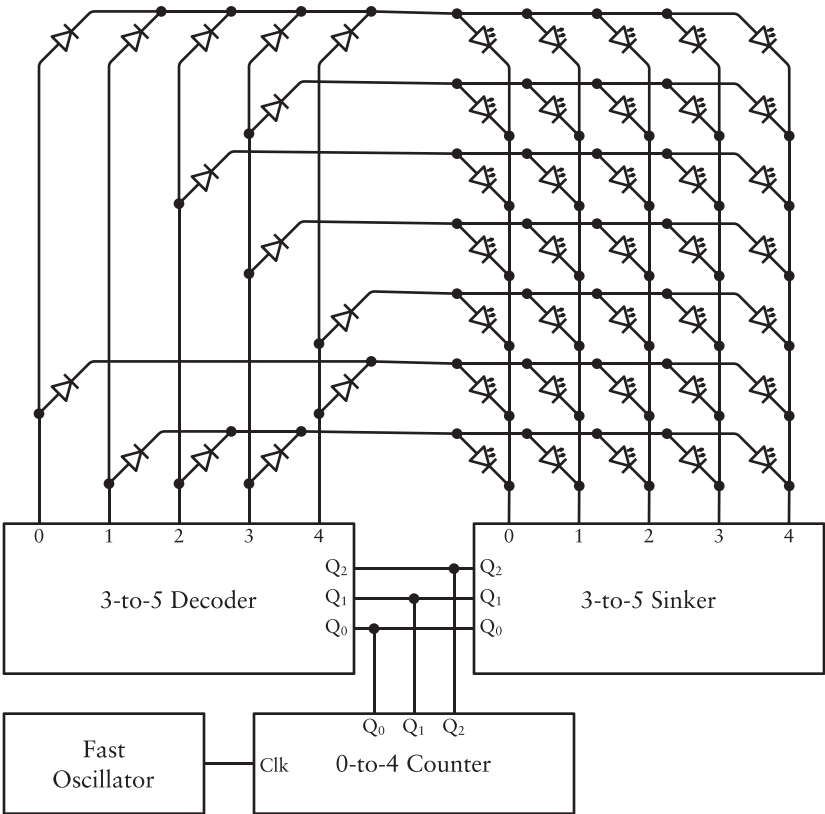 0 1 2 3 4
0 1 2 3 4
3-to-5 Decoder
Q₂
Q₁
Q₀
Q₂
Q₁
Q₀
3-to-5 Sinker
Q₀ Q₁ Q₂
Fast
Oscillator
Clk
0-to-4 Counter